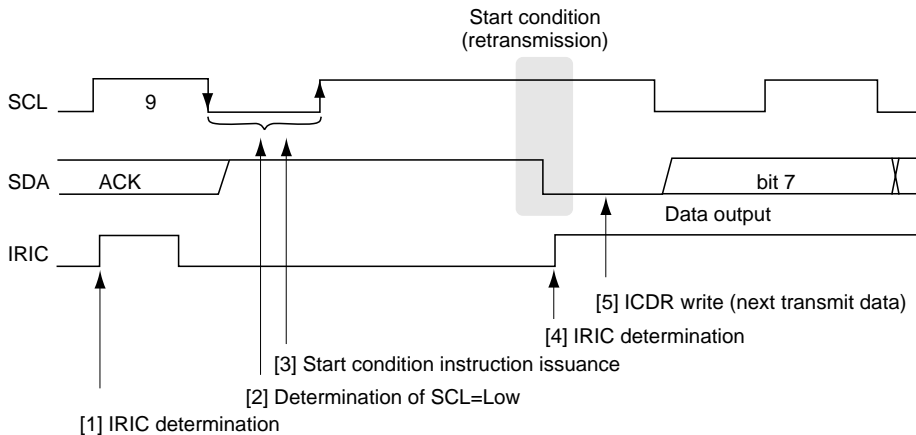 Start condition
(retransmission)
SCL
9
SDA
ACK
bit 7
Data output
IRIC
[5] ICDR write (next transmit data)
[4] IRIC determination
[3] Start condition instruction issuance
[2] Determination of SCL=Low
[1] IRIC determination